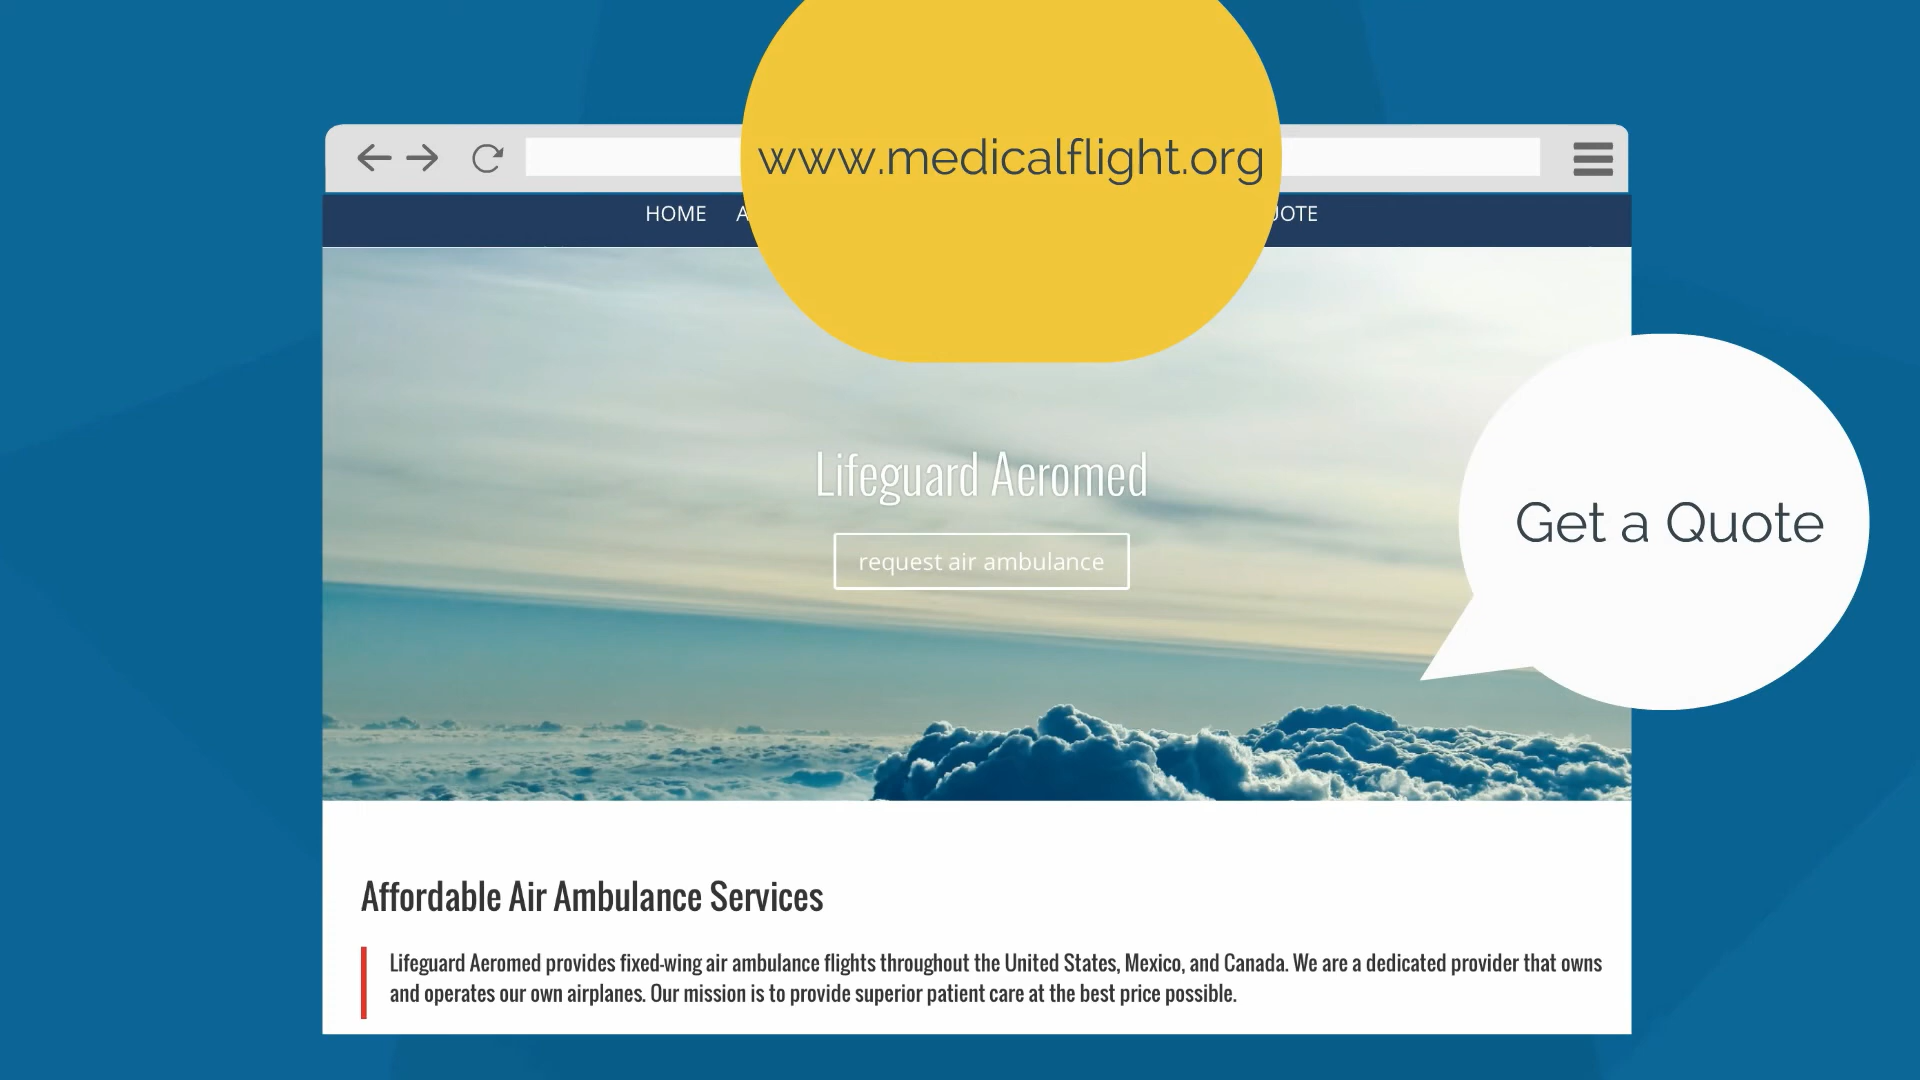 www.medicalflight.org
HOME
Lifeguard Aeromed
request air ambulance
Get a Quote
Affordable Air Ambulance Services
Lifeguard Aeromed provides fixed-wing air ambulance flights throughout the United States, Mexico, and Canada. We are a dedicated provider that owns
and operates our own airplanes. Our mission is to provide superior patient care at the best price possible.